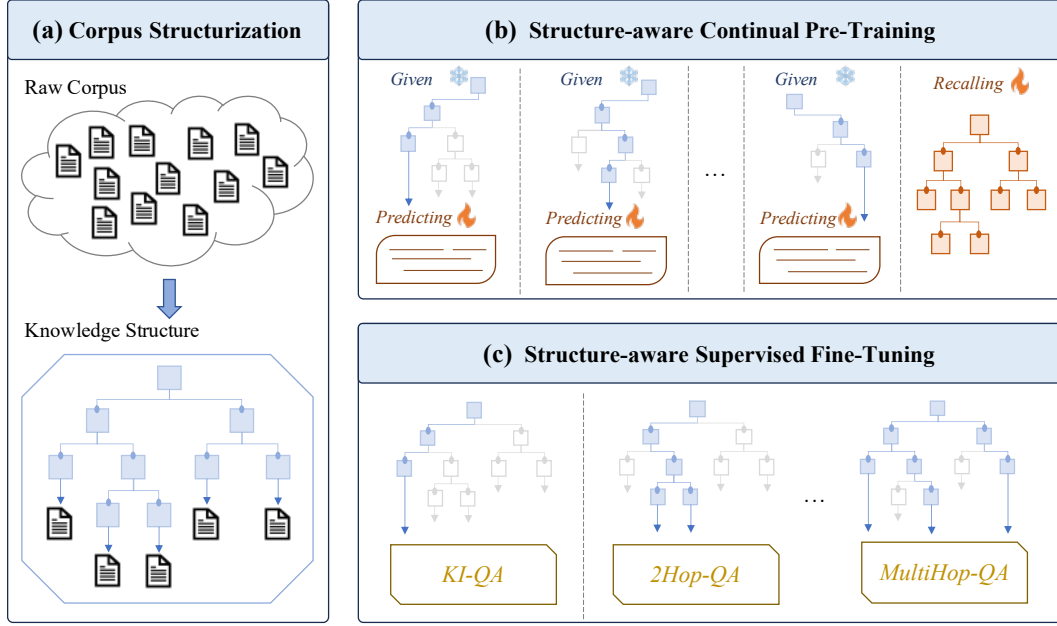 (a) Corpus Structurization
Raw Corpus
Knowledge Structure
(b) Structure-aware Continual Pre-Training
Given
Predicting
Given
Predicting
...
Given
Predicting
Recalling
(c) Structure-aware Supervised Fine-Tuning
KI-QA
2Hop-QA
...
MultiHop-QA